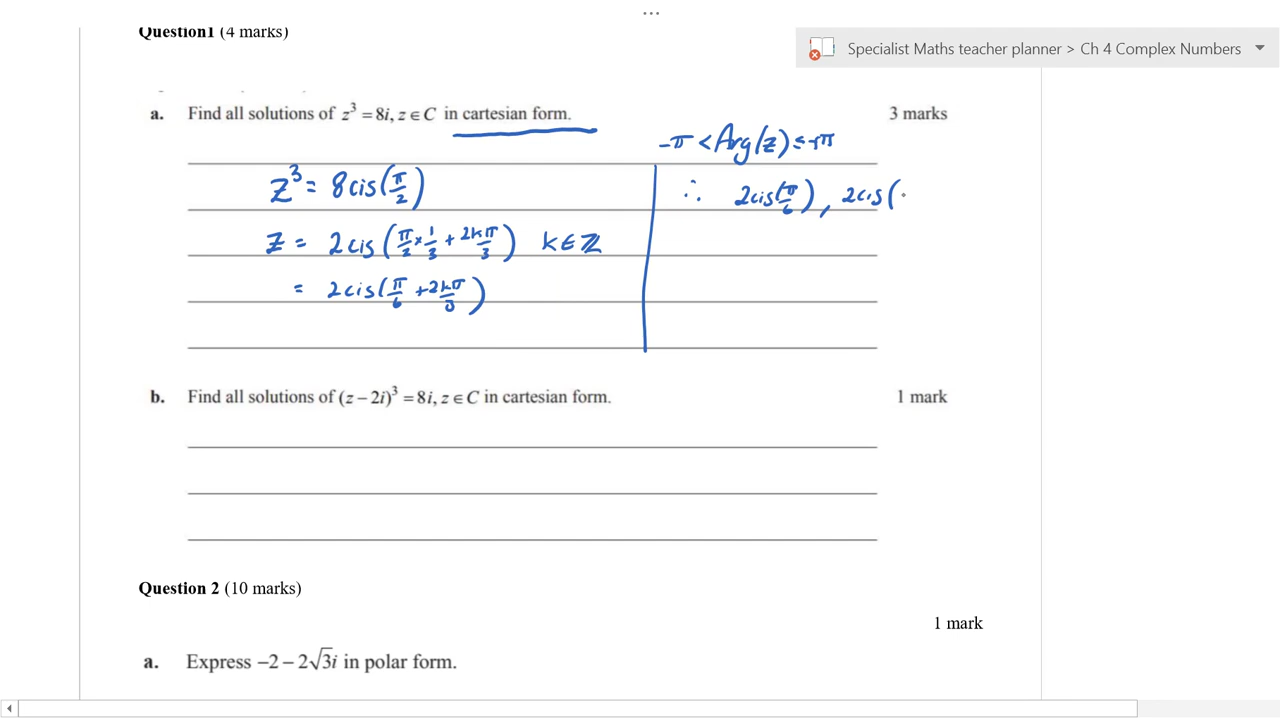 ...
Question1 (4 marks)
Specialist Maths teacher planner > Ch 4 Complex Numbers
a. Find all solutions of z³ = 8i, z ∈ C in cartesian form. 3 marks
z³ = 8cis(π/2)
z = 2cis(π/2 × 1/3 + 2kπ/3) k ∈ ℤ
= 2cis(π/6 + 2kπ/3)
-π < Arg(z) ≤ +π
∴ 2cis(π/6), 2cis(
b. Find all solutions of (z – 2i)³ = 8i, z ∈ C in cartesian form. 1 mark
Question 2 (10 marks)
1 mark
a. Express –2 – 2√3i in polar form.